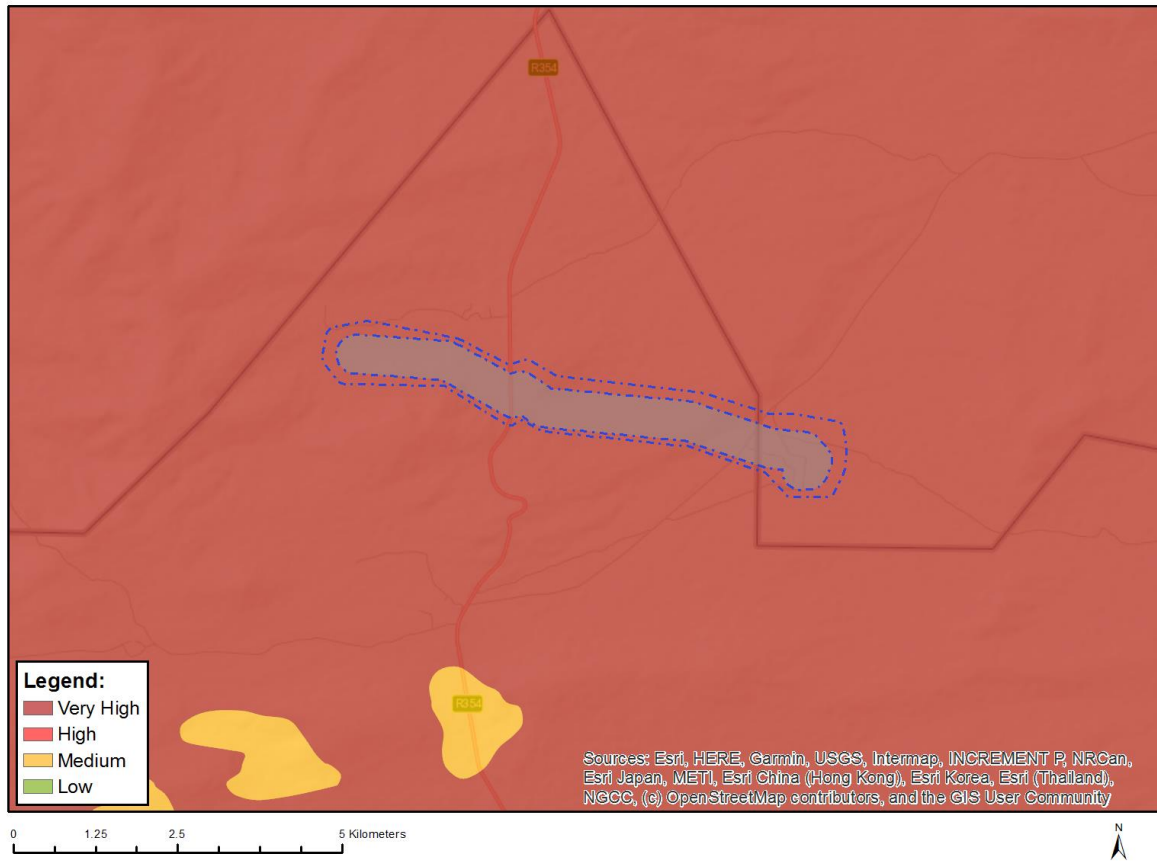 R354
R354
Legend:
Very High
High
Medium
Low
Sources: Esri, HERE, Garmin, USGS, Intermap, INCREMENT P, NRCan,
Esri Japan, METI, Esri China (Hong Kong), Esri Korea, Esri (Thailand),
NGCC, (c) OpenStreetMap contributors, and the GIS User Community
0 1.25 2.5 5 Kilometers
N